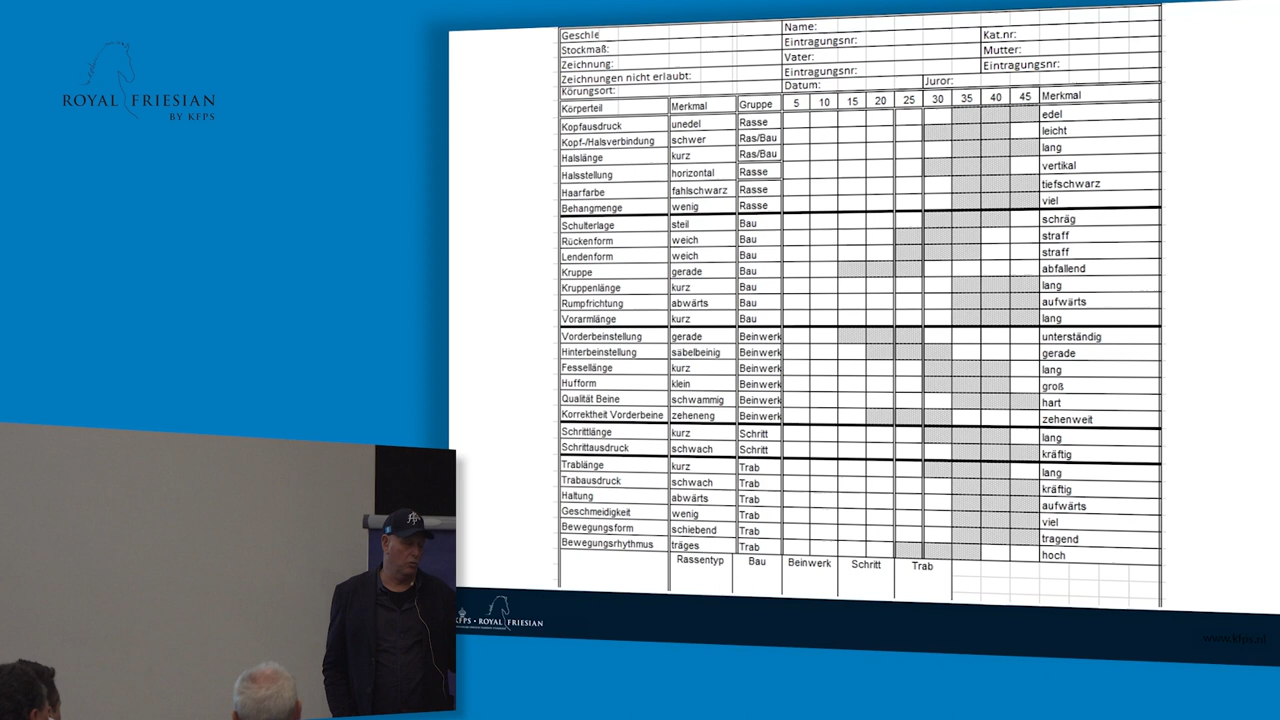 ROYAL FRIESIAN
BY KFPS
Geschle
Stockmaß:
Zeichnung:
Zeichnungen nicht erlaubt:
Körungsort:
Name:
Eintragungsnr:
Vater:
Eintragungsnr:
Datum:
Kat.nr:
Mutter:
Eintragungsnr:
Juror:
Körperteil Merkmal Gruppe 5 10 15 20 25 30 35 40 45 Merkmal
Kopfausdruck unedel Rasse edel
Kopf-/Halsverbindung schwer Ras/Bau leicht
Halslänge kurz Ras/Bau lang
Halsstellung horizontal Rasse vertikal
Haarfarbe fahlschwarz Rasse tiefschwarz
Behangmenge wenig Rasse viel
Schulterlage steil Bau schräg
Rückenform weich Bau straff
Lendenform weich Bau straff
Kruppe gerade Bau abfallend
Kruppenlänge kurz Bau lang
Rumpfrichtung abwärts Bau aufwärts
Vorarmlänge kurz Bau lang
Vorderbeinstellung gerade Beinwerk unterständig
Hinterbeinstellung säbelbeinig Beinwerk gerade
Fessellänge kurz Beinwerk lang
Hufform klein Beinwerk groß
Qualität Beine schwammig Beinwerk hart
Korrektheit Vorderbeine zeheneng Beinwerk zehenweit
Schrittlänge kurz Schritt lang
Schrittausdruck schwach Schritt kräftig
Trablänge kurz Trab lang
Trabausdruck schwach Trab kräftig
Haltung abwärts Trab aufwärts
Geschmeidigkeit wenig Trab viel
Bewegungsform schiebend Trab tragend
Bewegungsrhythmus träges Trab hoch
Rassentyp Bau Beinwerk Schritt Trab
KFPS • ROYAL FRIESIAN
www.kfps.nl